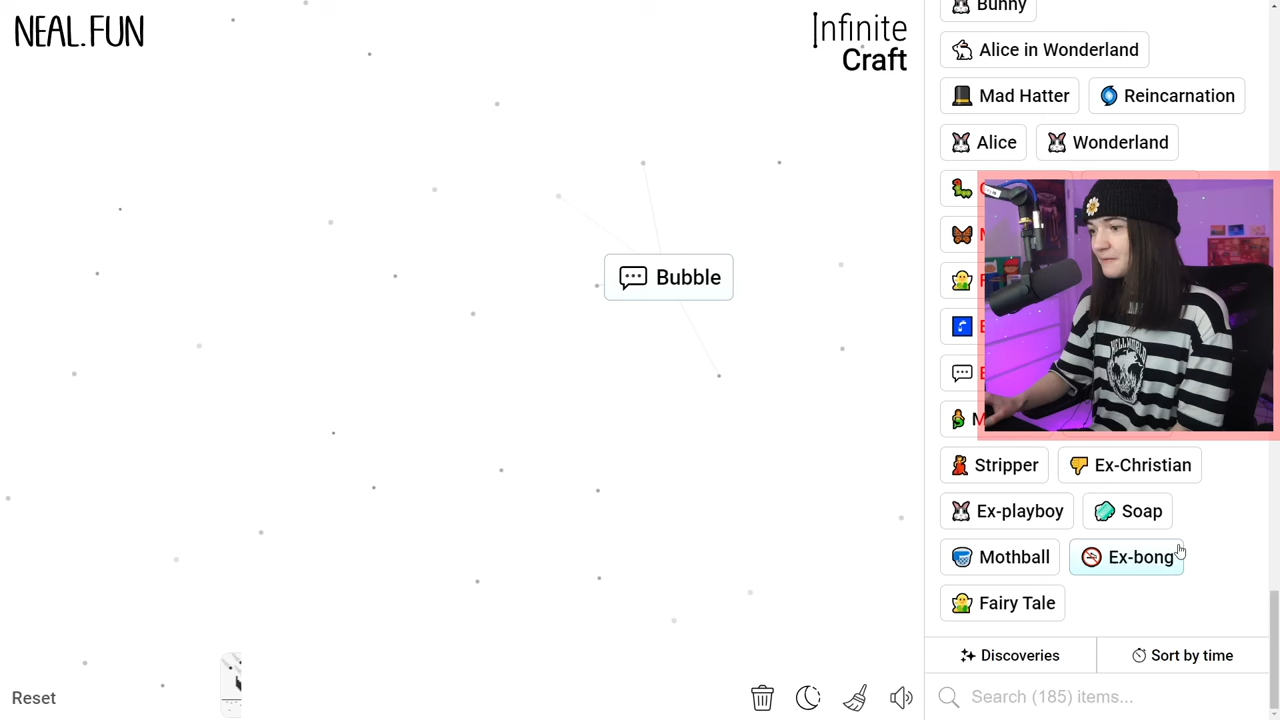 NEAL.FUN
Infinite
Craft
Bubble
Bunny
Alice in Wonderland
Mad Hatter
Reincarnation
Alice
Wonderland
HELLWORLD
Stripper
Ex-Christian
Ex-playboy
Soap
Mothball
Ex-bong
Fairy Tale
Discoveries
Sort by time
Search (185) items...
Reset